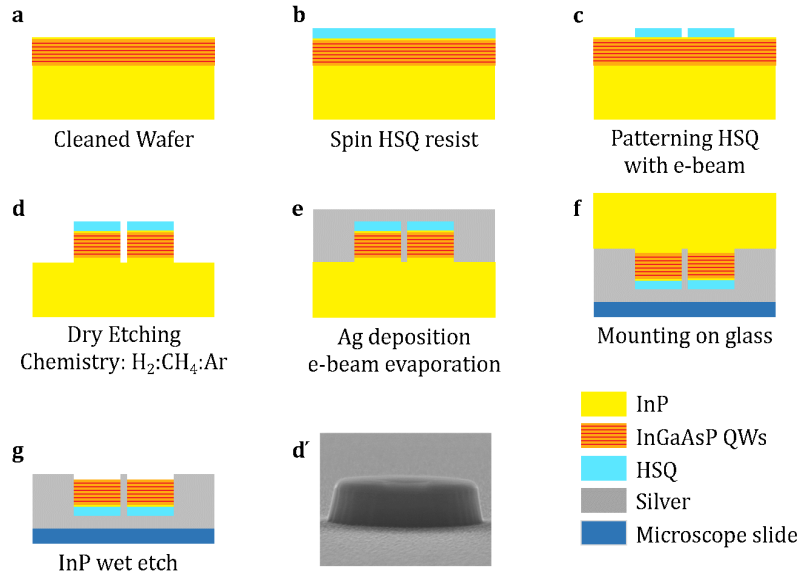 a
b
c
Cleaned Wafer
Spin HSQ resist
Patterning HSQ
with e-beam
d
e
f
Dry Etching
Chemistry: H₂:CH₄:Ar
Ag deposition
e-beam evaporation
Mounting on glass
g
d′
InP wet etch
InP
InGaAsP QWs
HSQ
Silver
Microscope slide